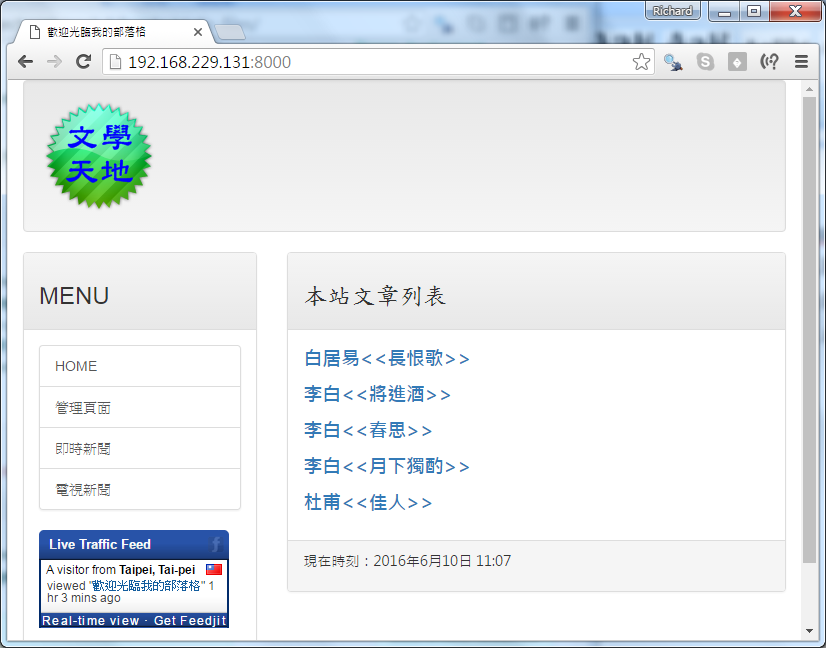 Richard
歡迎光臨我的部落格
192.168.229.131:8000
文學
天地
MENU
HOME
管理頁面
即時新聞
電視新聞
Live Traffic Feed
A visitor from Taipei, Tai-pei
viewed "歡迎光臨我的部落格" 1
hr 3 mins ago
Real-time view · Get Feedjit
本站文章列表
白居易<<長恨歌>>
李白<<將進酒>>
李白<<春思>>
李白<<月下獨酌>>
杜甫<<佳人>>
現在時刻：2016年6月10日 11:07